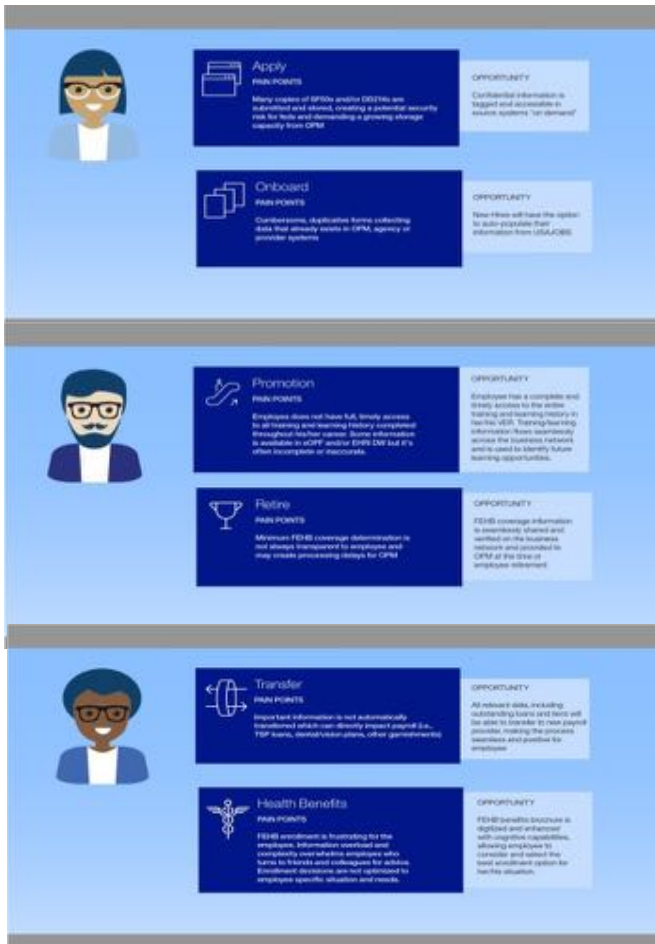 Apply
PAIN POINTS
Many copies of SF50s and/or DD214s are
submitted and stored, creating a potential security
risk for feds and demanding a growing storage
capacity from OPM
OPPORTUNITY
Confidential information is
tagged and accessible in
source systems "on demand"
Onboard
PAIN POINTS
Cumbersome, duplicative forms collecting
data that already exists in OPM, agency or
provider systems
OPPORTUNITY
New Hires will have the option
to auto-populate their
information from USAJOBS
Promotion
PAIN POINTS
Employee does not have full, timely access
to all training and learning history completed
throughout his/her career. Some information
is available in eOPF and/or EHRI DW but it's
often incomplete or inaccurate.
OPPORTUNITY
Employee has a complete and
timely access to the entire
training and learning history in
her/his VER. Training/learning
information flows seamlessly
across the business network
and is used to identify future
learning opportunities.
Retire
PAIN POINTS
Minimum FEHB coverage determination is
not always transparent to employee and
may create processing delays for OPM
OPPORTUNITY
FEHB coverage information
is seamlessly shared and
verified on the business
network and provided to
OPM at the time of
employee retirement
Transfer
PAIN POINTS
Important information is not automatically
transferred which can directly impact payroll (i.e.,
TSP loans, dental/vision plans, other garnishments)
OPPORTUNITY
All relevant data, including
outstanding loans and liens will
be able to transfer to new payroll
provider, making the process
seamless and positive for
employee
Health Benefits
PAIN POINTS
FEHB enrollment is frustrating for the
employee. Information overload and
complexity overwhelms employee who
turns to friends and colleagues for advice.
Enrollment decisions are not optimized to
employee specific situation and needs.
OPPORTUNITY
FEHB benefits brochure is
digitized and enhanced
with cognitive capabilities,
allowing employee to
consider and select the
best enrollment option for
her/his situation.